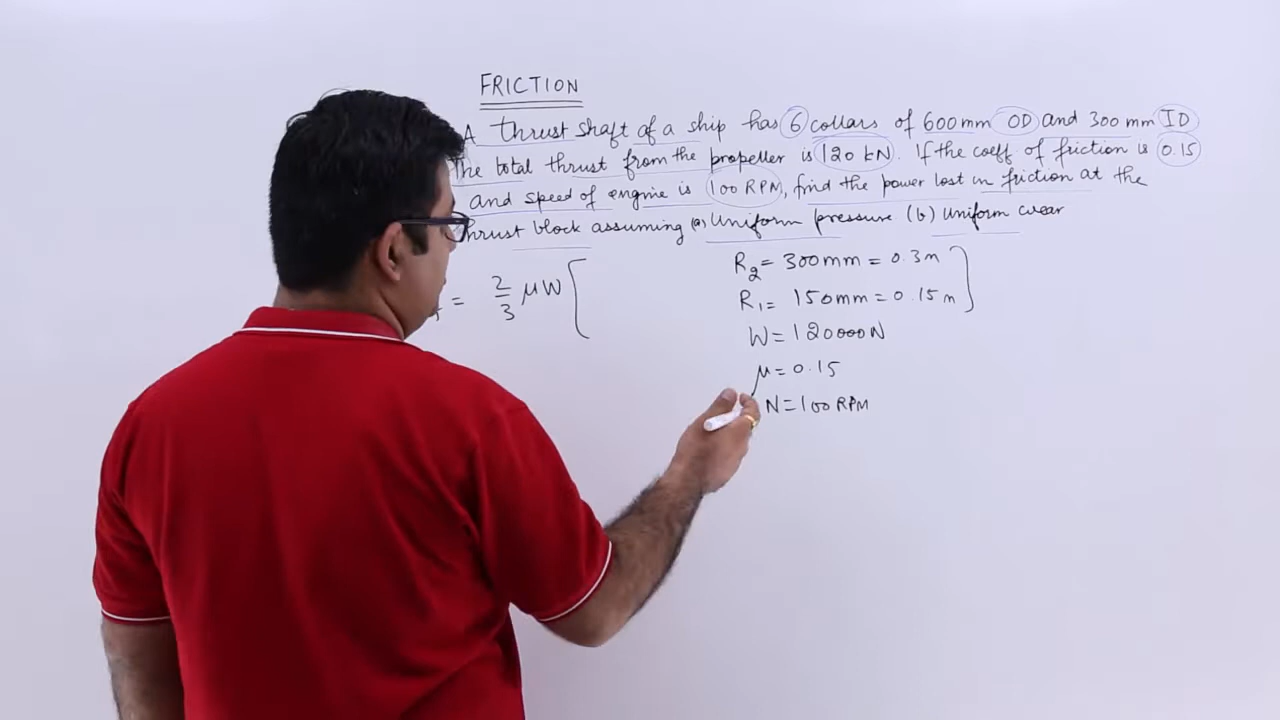 FRICTION
A thrust shaft of a ship has 6 collars of 600mm OD and 300 mm ID
The total thrust from the propeller is 120 kN. If the coeff. of friction is 0.15
and speed of engine is 100 RPM, find the power lost in friction at the
thrust block assuming (a) Uniform pressure (b) Uniform wear
= 2/3 μW [
R₂ = 300mm = 0.3m
R₁ = 150mm = 0.15m
W = 120000N
μ = 0.15
N = 100 RPM